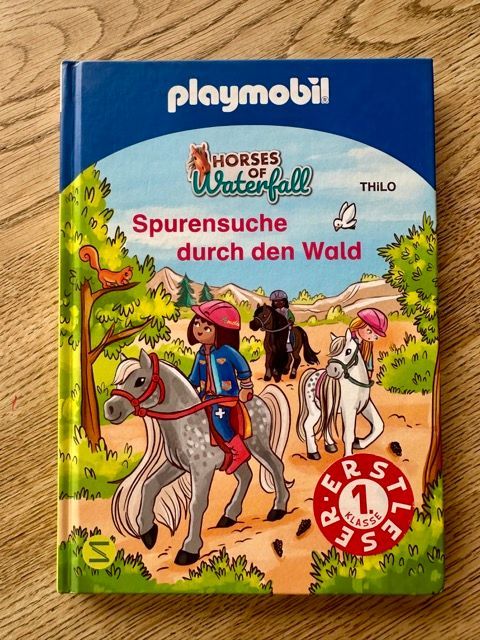 playmobil®
HORSES
OF
Waterfall
THiLO
Spurensuche
durch den Wald
ERSTLESER
1.
KLASSE